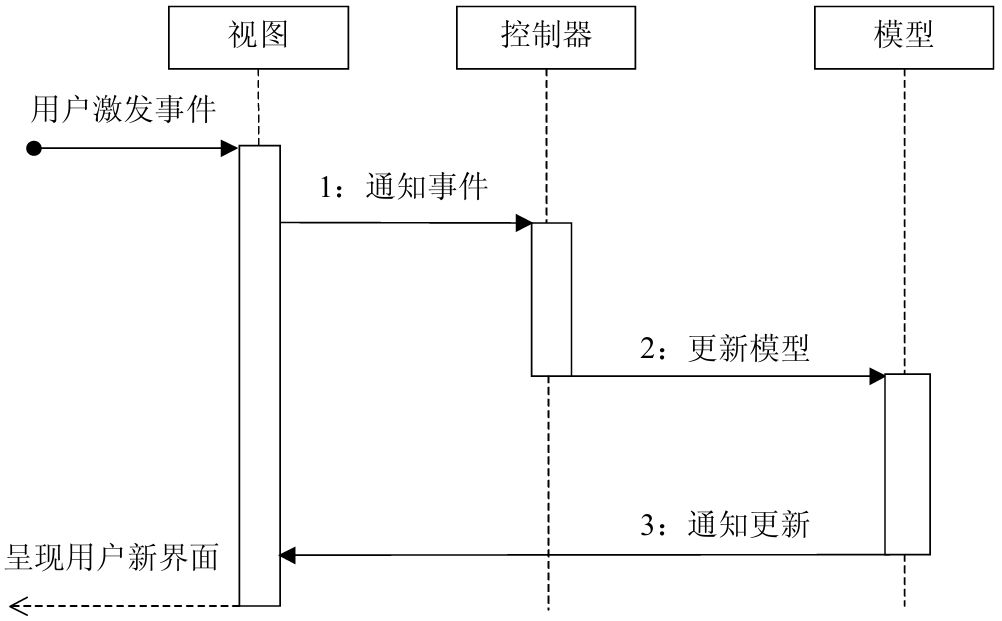 视图
控制器
模型
用户激发事件
1：通知事件
2：更新模型
3：通知更新
呈现用户新界面